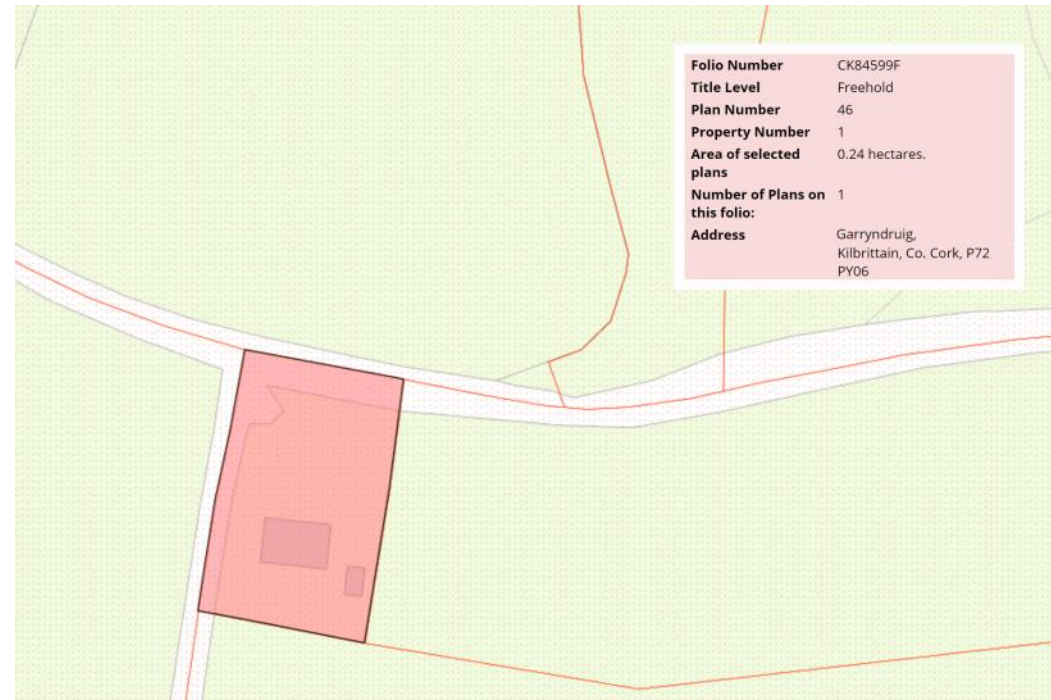 Folio Number CK84599F
Title Level Freehold
Plan Number 46
Property Number 1
Area of selected 0.24 hectares.
plans
Number of Plans on 1
this folio:
Address Garryndruig,
Kilbrittain, Co. Cork, P72
PY06